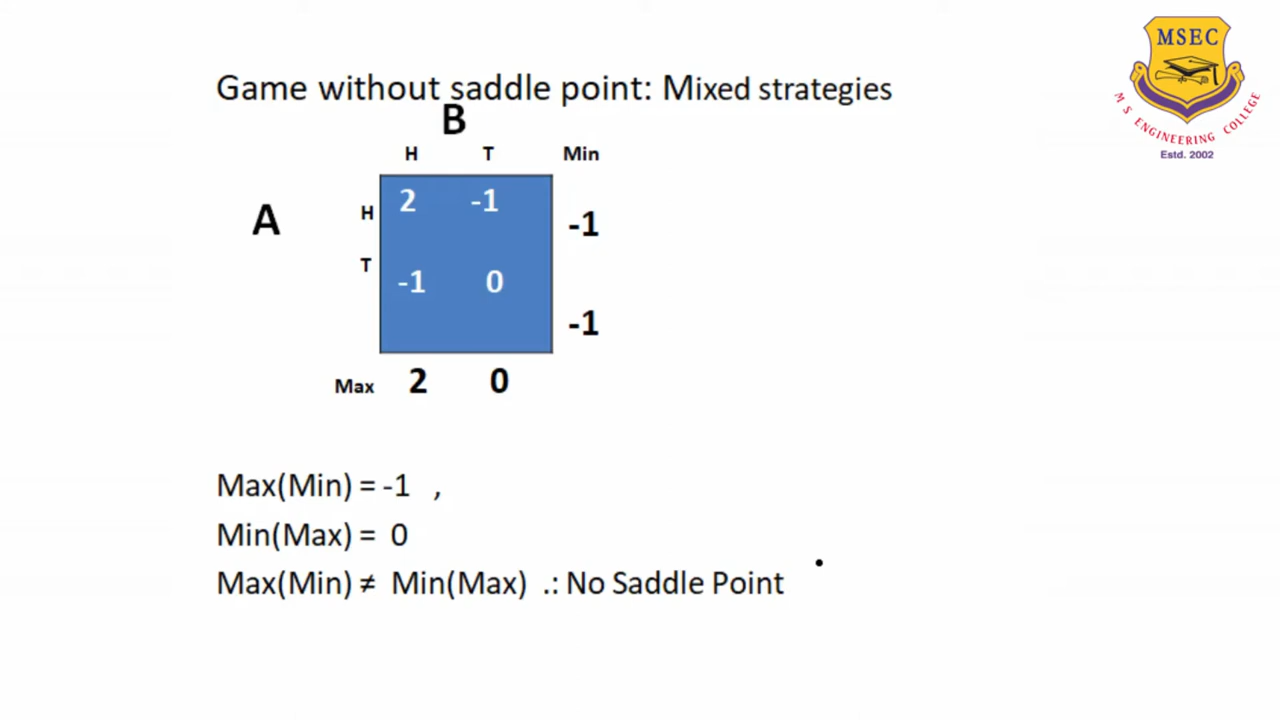 MSEC
M S ENGINEERING COLLEGE
Estd. 2002
Game without saddle point: Mixed strategies
B
H T Min
A H 2 -1 -1
T -1 0 -1
Max 2 0
Max(Min) = -1 ,
Min(Max) = 0
Max(Min) ≠ Min(Max) .: No Saddle Point